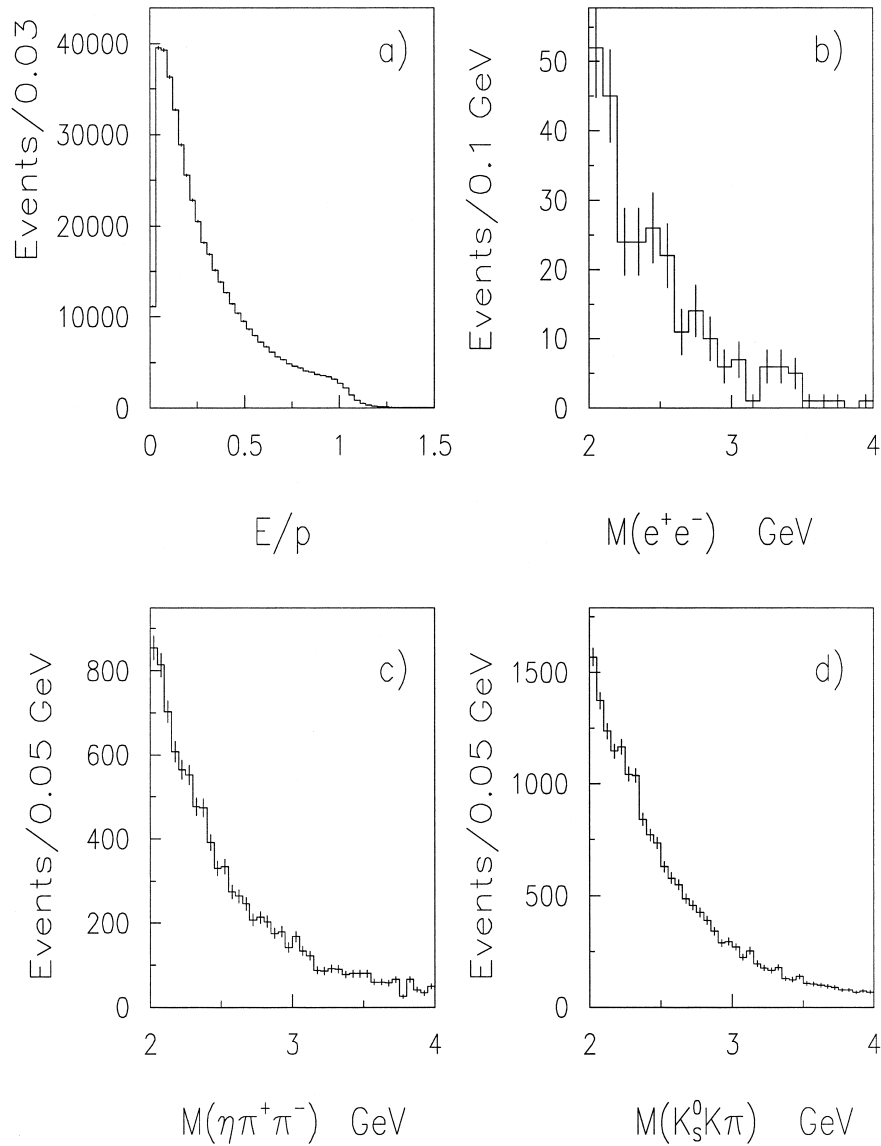 a)
Events/0.03
40000
30000
20000
10000
0
0 0.5 1 1.5
E/p
b)
Events/0.1 GeV
50
40
30
20
10
0
2 3 4
M(e⁺e⁻) GeV
c)
Events/0.05 GeV
800
600
400
200
0
2 3 4
M(ηπ⁺π⁻) GeV
d)
Events/0.05 GeV
1500
1000
500
0
2 3 4
M(K⁰ₛKπ) GeV